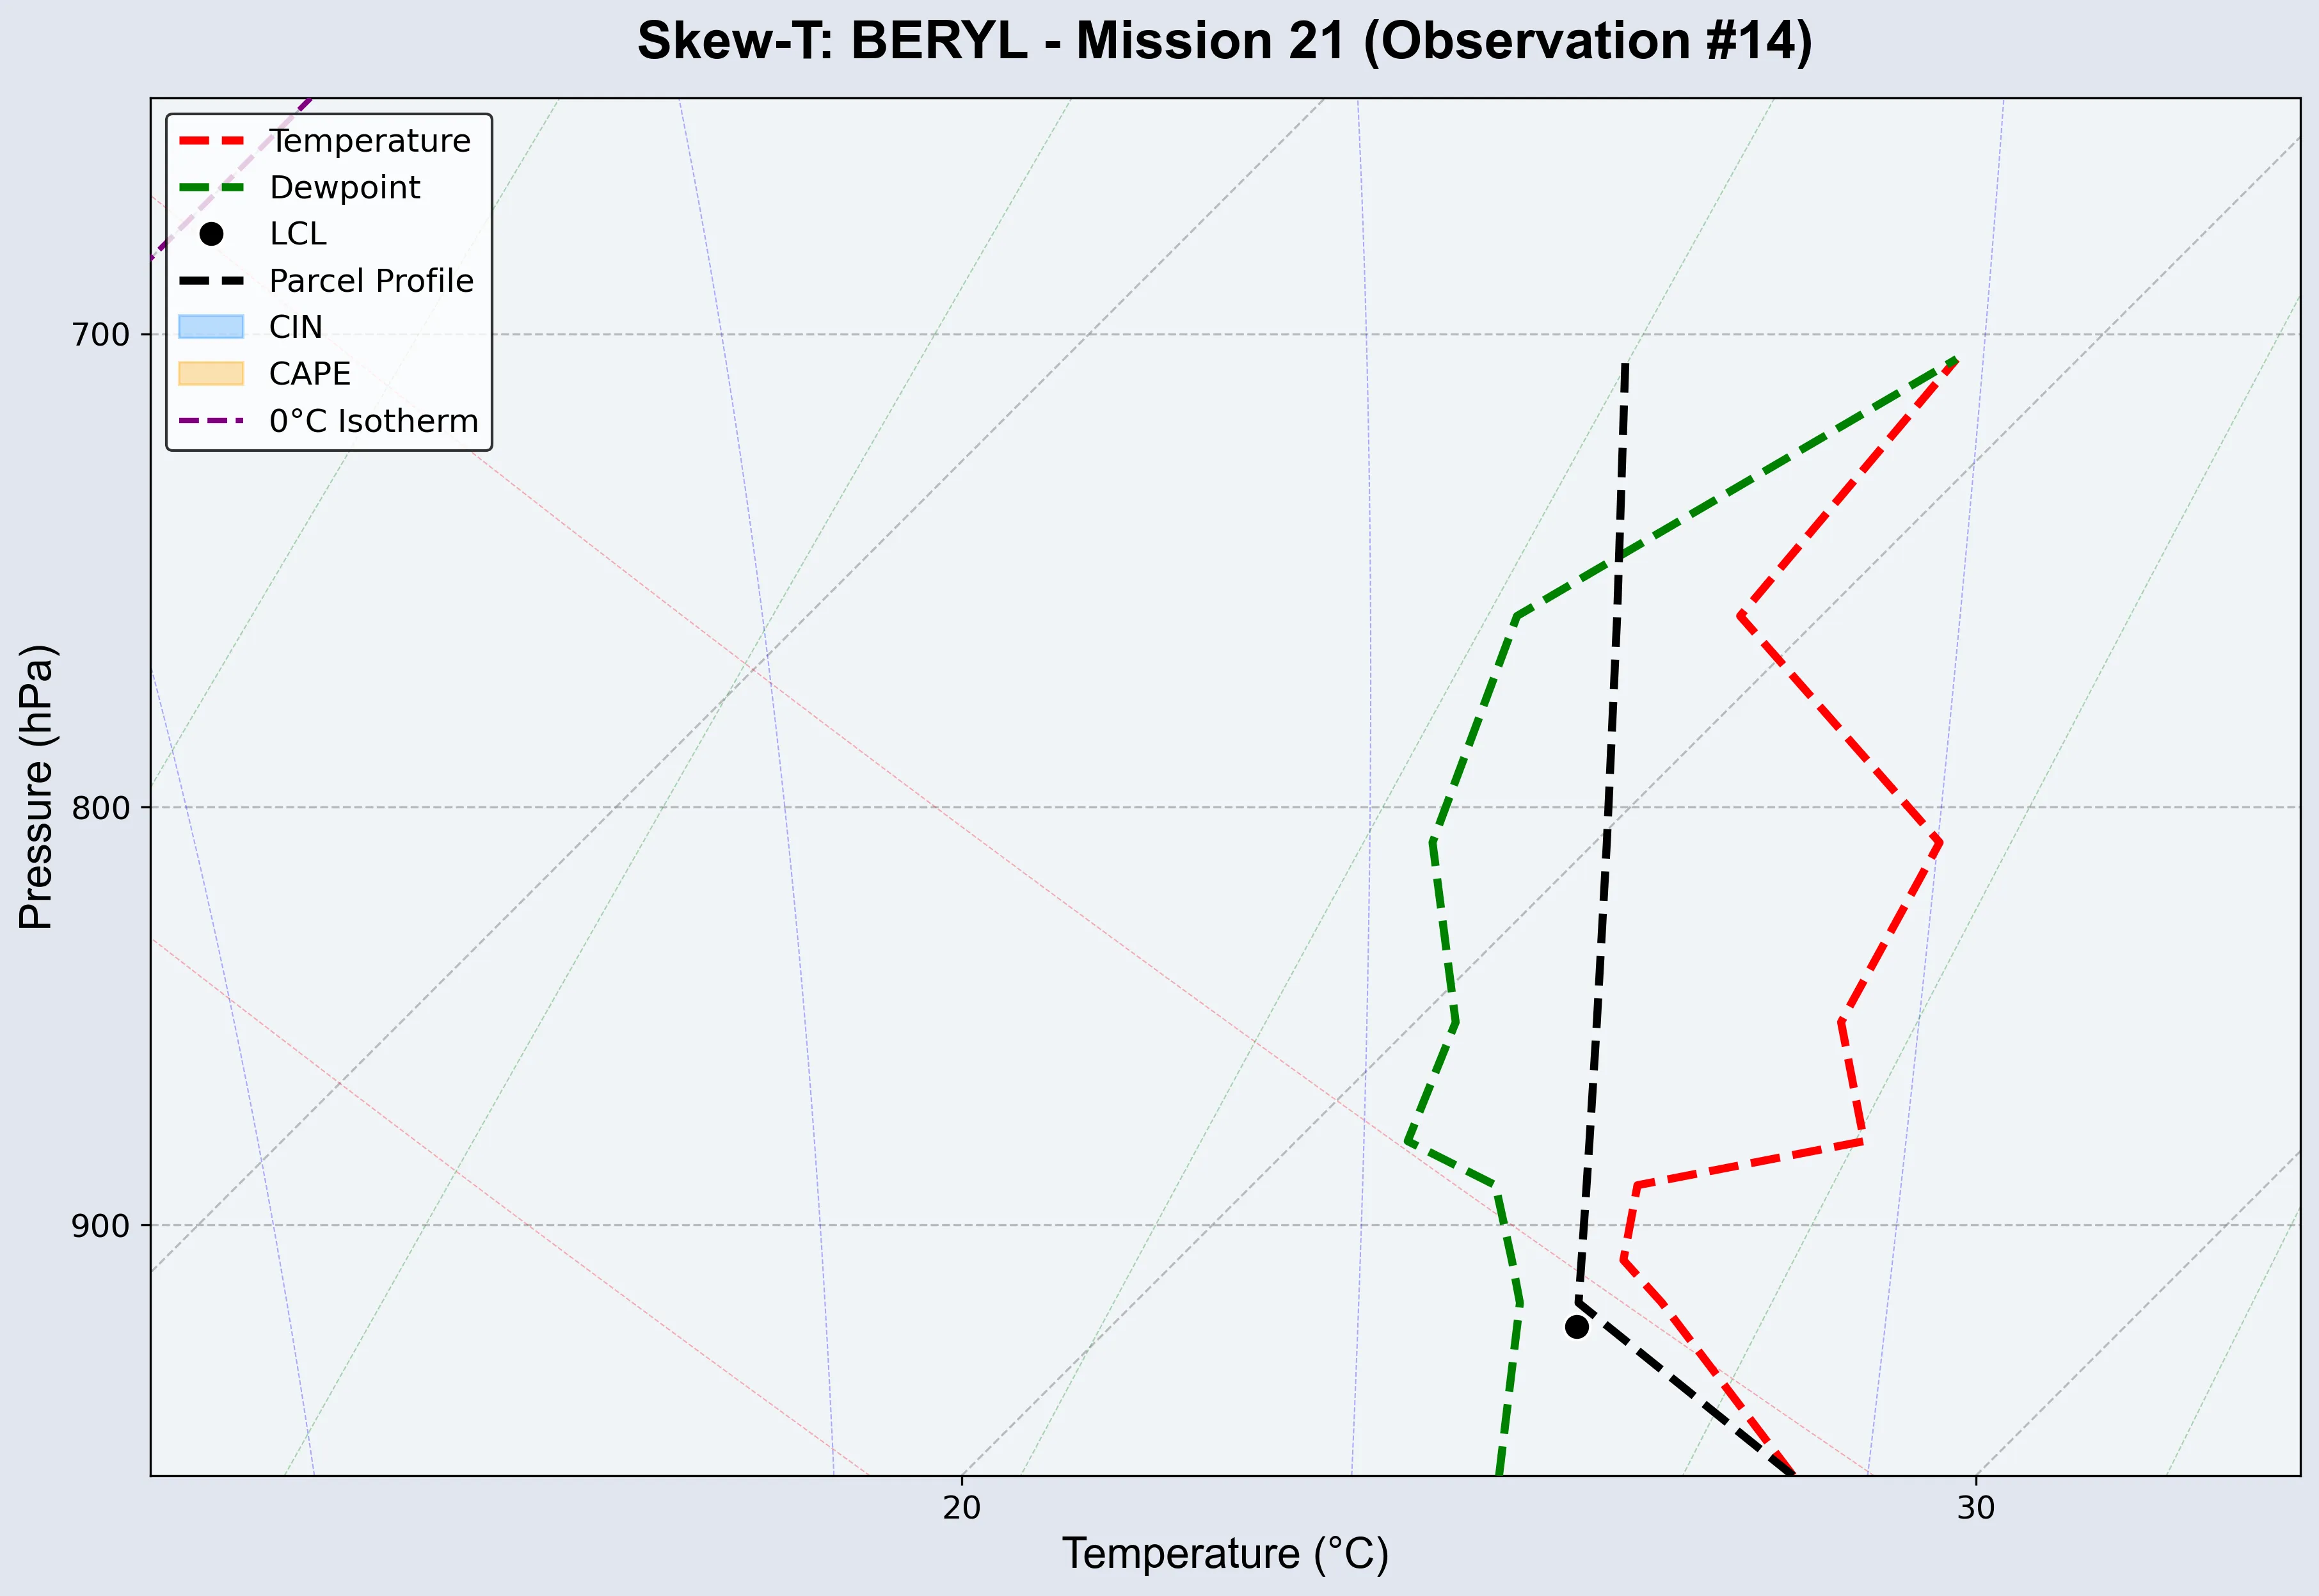 Skew-T: BERYL - Mission 21 (Observation #14)
Temperature
Dewpoint
LCL
Parcel Profile
CIN
CAPE
0°C Isotherm
Pressure (hPa)
700
800
900
20
30
Temperature (°C)